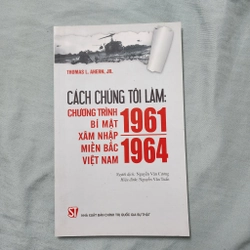 THOMAS L. AHERN, JR.
CÁCH CHÚNG TÔI LÀM:
CHƯƠNG TRÌNH
BÍ MẬT
XÂM NHẬP
MIỀN BẮC
VIỆT NAM
1961
1964
Người dịch: Nguyễn Văn Cường
Hiệu đính: Nguyễn Văn Xuân
ST
NHÀ XUẤT BẢN CHÍNH TRỊ QUỐC GIA SỰ THẬT